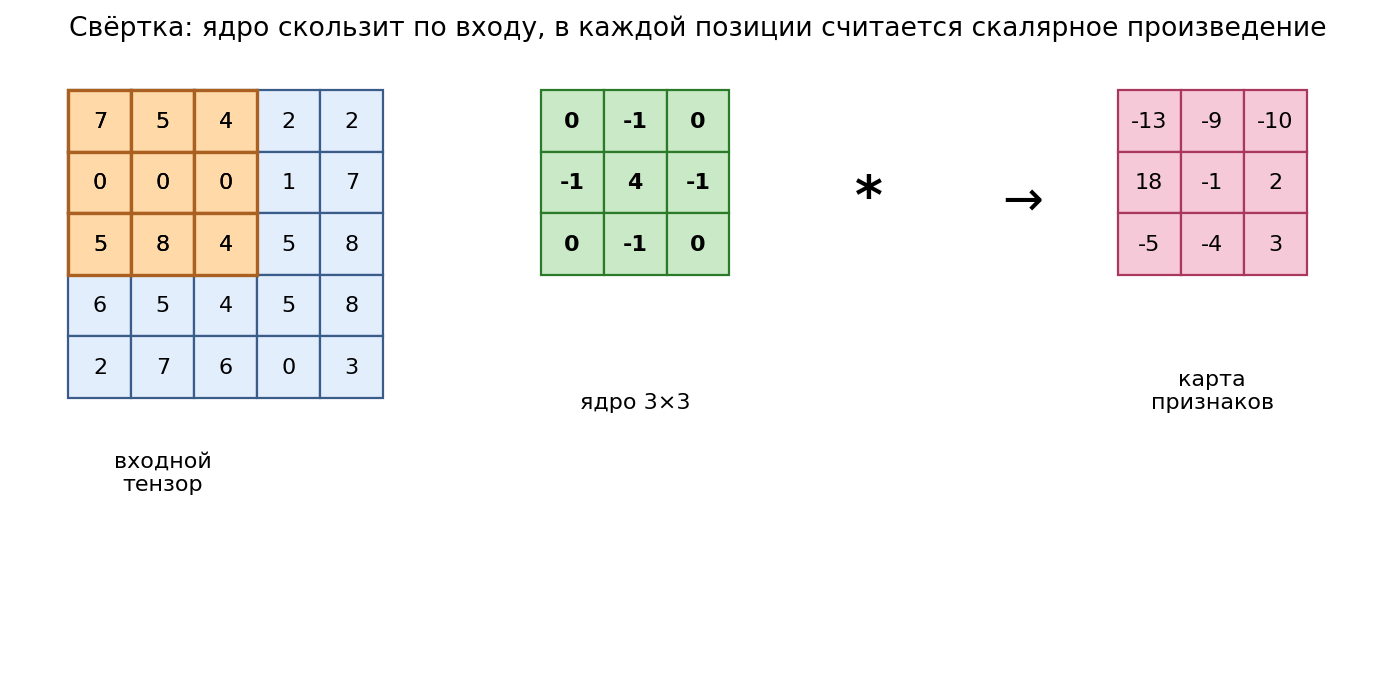 Свёртка: ядро скользит по входу, в каждой позиции считается скалярное произведение
7 5 4 2 2
0 0 0 1 7
5 8 4 5 8
6 5 4 5 8
2 7 6 0 3
входной
тензор
0 -1 0
-1 4 -1
0 -1 0
ядро 3×3
*
→
-13 -9 -10
18 -1 2
-5 -4 3
карта
признаков